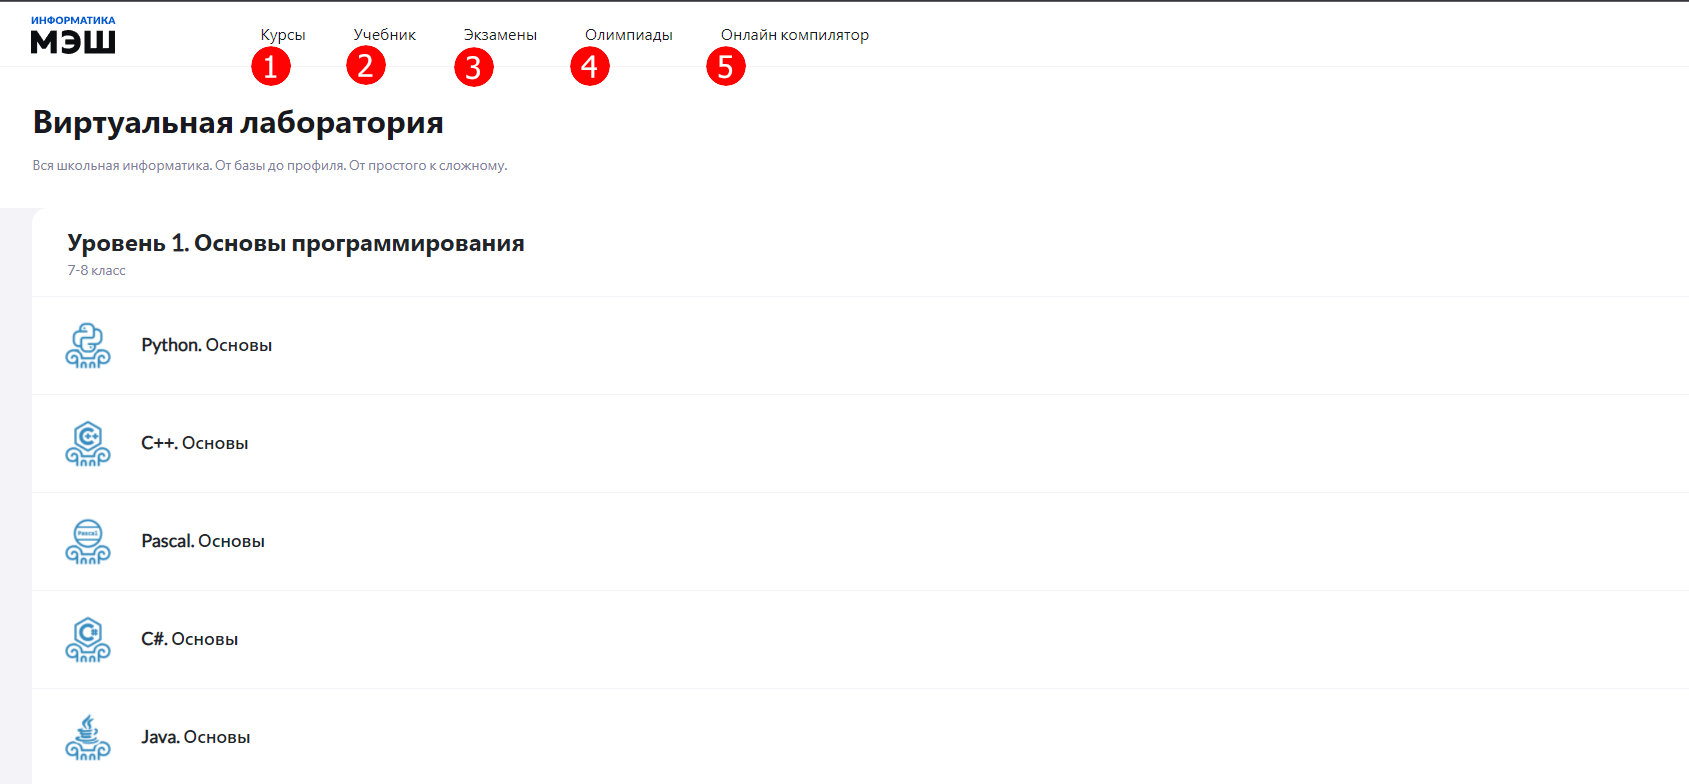 ИНФОРМАТИКА
МЭШ
Курсы Учебник Экзамены Олимпиады Онлайн компилятор
1 2 3 4 5
Виртуальная лаборатория
Вся школьная информатика. От базы до профиля. От простого к сложному.
Уровень 1. Основы программирования
7-8 класс
Python. Основы
C++
C++. Основы
Pascal
Pascal. Основы
C#
C#. Основы
Java. Основы